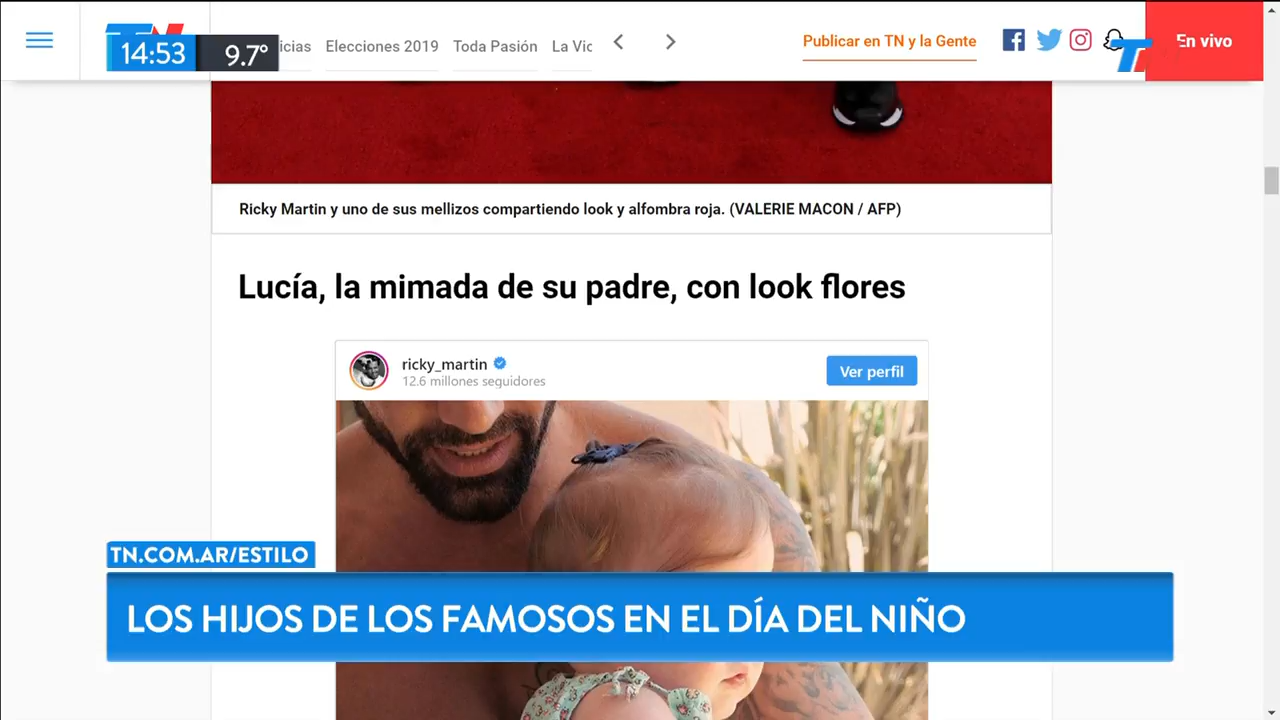 TN
14:53 9.7°
icias Elecciones 2019 Toda Pasión La Vic
Publicar en TN y la Gente
En vivo
Ricky Martin y uno de sus mellizos compartiendo look y alfombra roja. (VALERIE MACON / AFP)
Lucía, la mimada de su padre, con look flores
ricky_martin
12.6 millones seguidores
Ver perfil
TN.COM.AR/ESTILO
LOS HIJOS DE LOS FAMOSOS EN EL DÍA DEL NIÑO